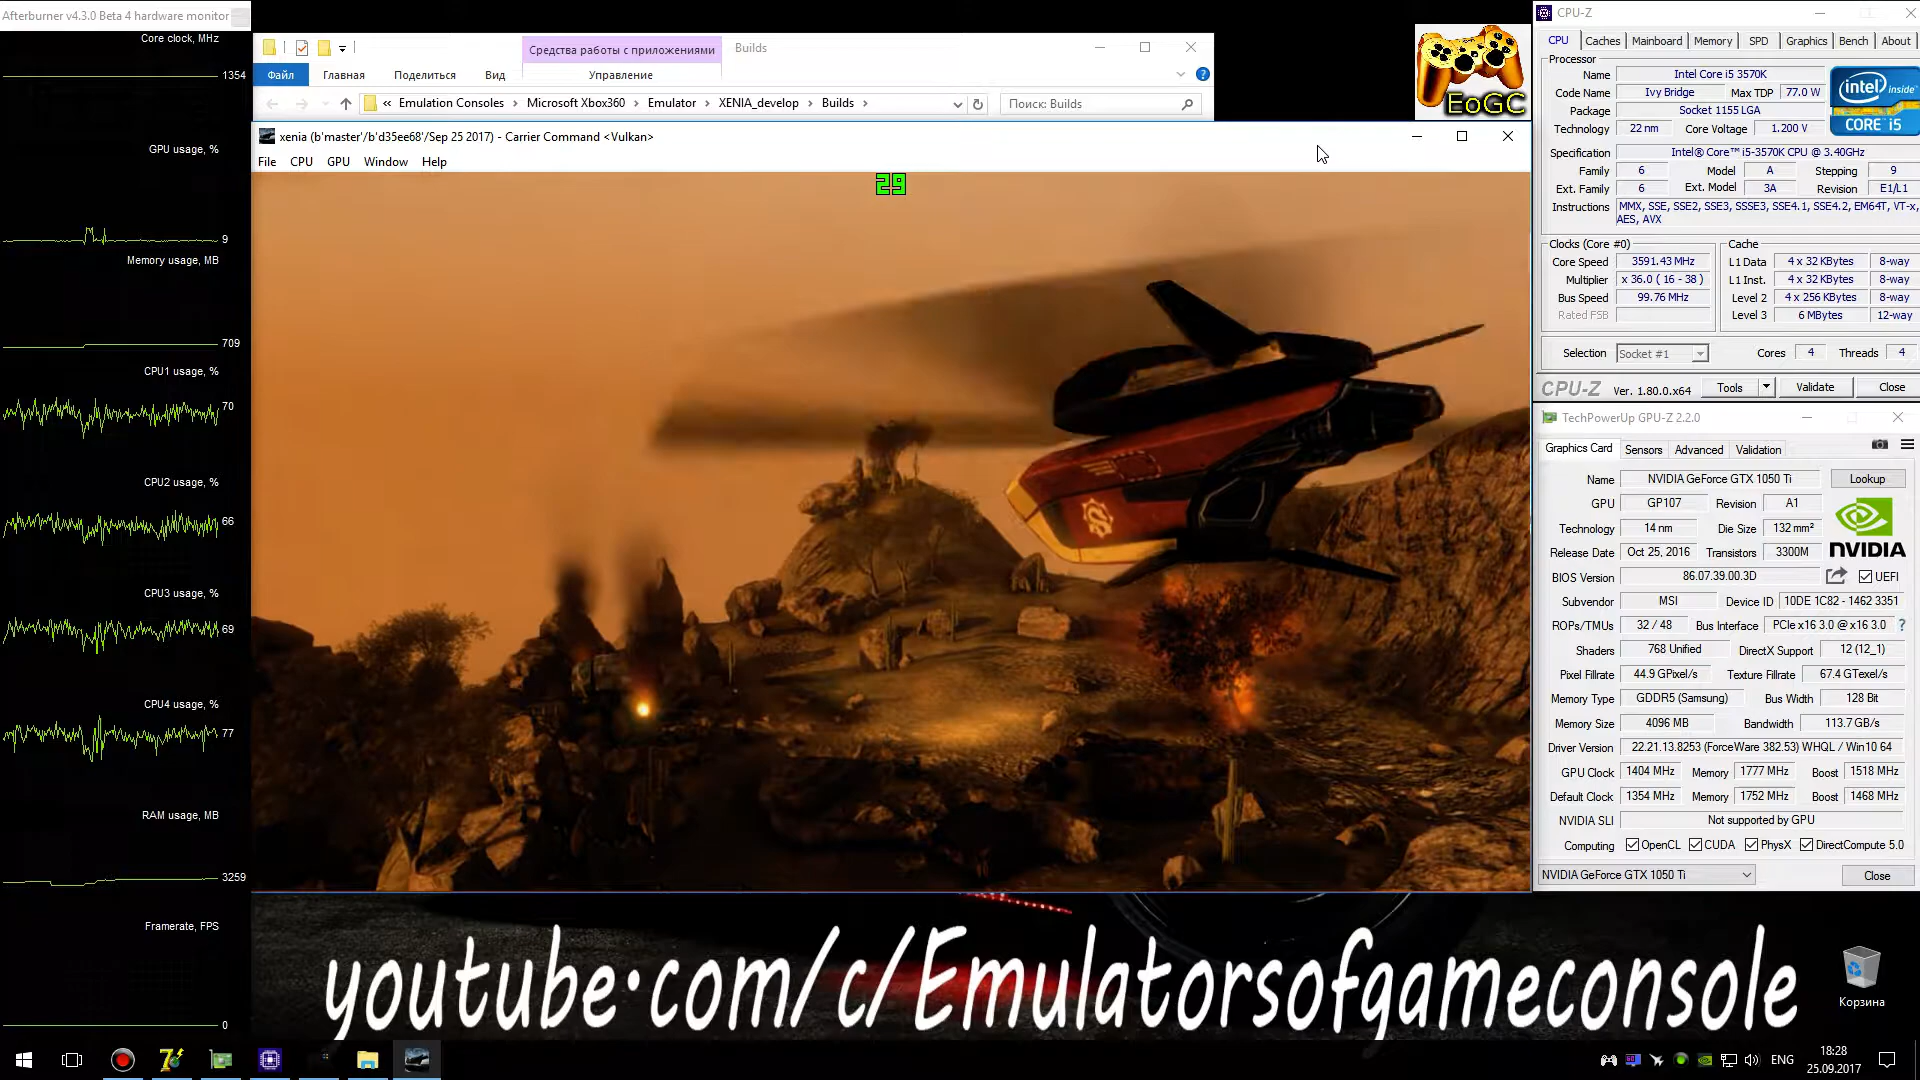 Afterburner v4.3.0 Beta 4 hardware monitor
Core clock, MHz
1354
GPU usage, %
9
Memory usage, MB
709
CPU1 usage, %
70
CPU2 usage, %
66
CPU3 usage, %
69
CPU4 usage, %
77
RAM usage, MB
3259
Framerate, FPS
0
Средства работы с приложениями Builds
Файл Главная Поделиться Вид Управление
« Emulation Consoles Microsoft Xbox360 Emulator XENIA_develop Builds
Поиск: Builds
EoGC
xenia (b'master'/b'd35ee68'/Sep 25 2017) - Carrier Command <Vulkan>
File CPU GPU Window Help
29
CPU-Z
CPU Caches Mainboard Memory SPD Graphics Bench About
Processor
Name Intel Core i5 3570K
Code Name Ivy Bridge Max TDP 77.0 W
Package Socket 1155 LGA
Technology 22 nm Core Voltage 1.200 V
intel inside
CORE i5
Specification Intel® Core™ i5-3570K CPU @ 3.40GHz
Family 6 Model A Stepping 9
Ext. Family 6 Ext. Model 3A Revision E1/L1
Instructions MMX, SSE, SSE2, SSE3, SSSE3, SSE4.1, SSE4.2, EM64T, VT-x,
AES, AVX
Clocks (Core #0) Cache
Core Speed 3591.43 MHz L1 Data 4 x 32 KBytes 8-way
Multiplier x 36.0 ( 16 - 38 ) L1 Inst. 4 x 32 KBytes 8-way
Bus Speed 99.76 MHz Level 2 4 x 256 KBytes 8-way
Rated FSB Level 3 6 MBytes 12-way
Selection Socket #1 Cores 4 Threads 4
CPU-Z Ver. 1.80.0.x64 Tools Validate Close
TechPowerUp GPU-Z 2.2.0
Graphics Card Sensors Advanced Validation
Name NVIDIA GeForce GTX 1050 Ti Lookup
GPU GP107 Revision A1
Technology 14 nm Die Size 132 mm²
Release Date Oct 25, 2016 Transistors 3300M
NVIDIA
BIOS Version 86.07.39.00.3D UEFI
Subvendor MSI Device ID 10DE 1C82 - 1462 3351
ROPs/TMUs 32 / 48 Bus Interface PCIe x16 3.0 @ x16 3.0 ?
Shaders 768 Unified DirectX Support 12 (12_1)
Pixel Fillrate 44.9 GPixel/s Texture Fillrate 67.4 GTexel/s
Memory Type GDDR5 (Samsung) Bus Width 128 Bit
Memory Size 4096 MB Bandwidth 113.7 GB/s
Driver Version 22.21.13.8253 (ForceWare 382.53) WHQL / Win10 64
GPU Clock 1404 MHz Memory 1777 MHz Boost 1518 MHz
Default Clock 1354 MHz Memory 1752 MHz Boost 1468 MHz
NVIDIA SLI Not supported by GPU
Computing OpenCL CUDA PhysX DirectCompute 5.0
NVIDIA GeForce GTX 1050 Ti Close
youtube.com/c/Emulatorsofgameconsole
Корзина
ENG
18:28
25.09.2017